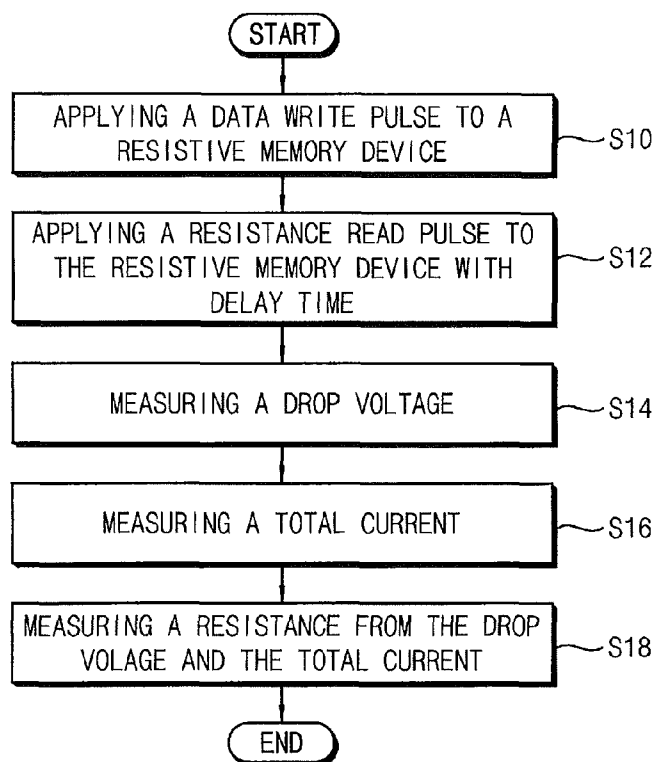 START
APPLYING A DATA WRITE PULSE TO A
RESISTIVE MEMORY DEVICE
S10
APPLYING A RESISTANCE READ PULSE TO
THE RESISTIVE MEMORY DEVICE WITH
DELAY TIME
S12
MEASURING A DROP VOLTAGE
S14
MEASURING A TOTAL CURRENT
S16
MEASURING A RESISTANCE FROM THE DROP
VOLAGE AND THE TOTAL CURRENT
S18
END